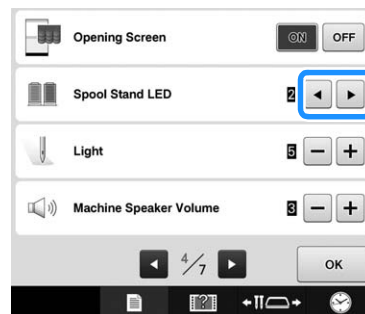 Opening Screen ON OFF
Spool Stand LED 2
Light 5 − +
Machine Speaker Volume 3 − +
4/7 OK
?